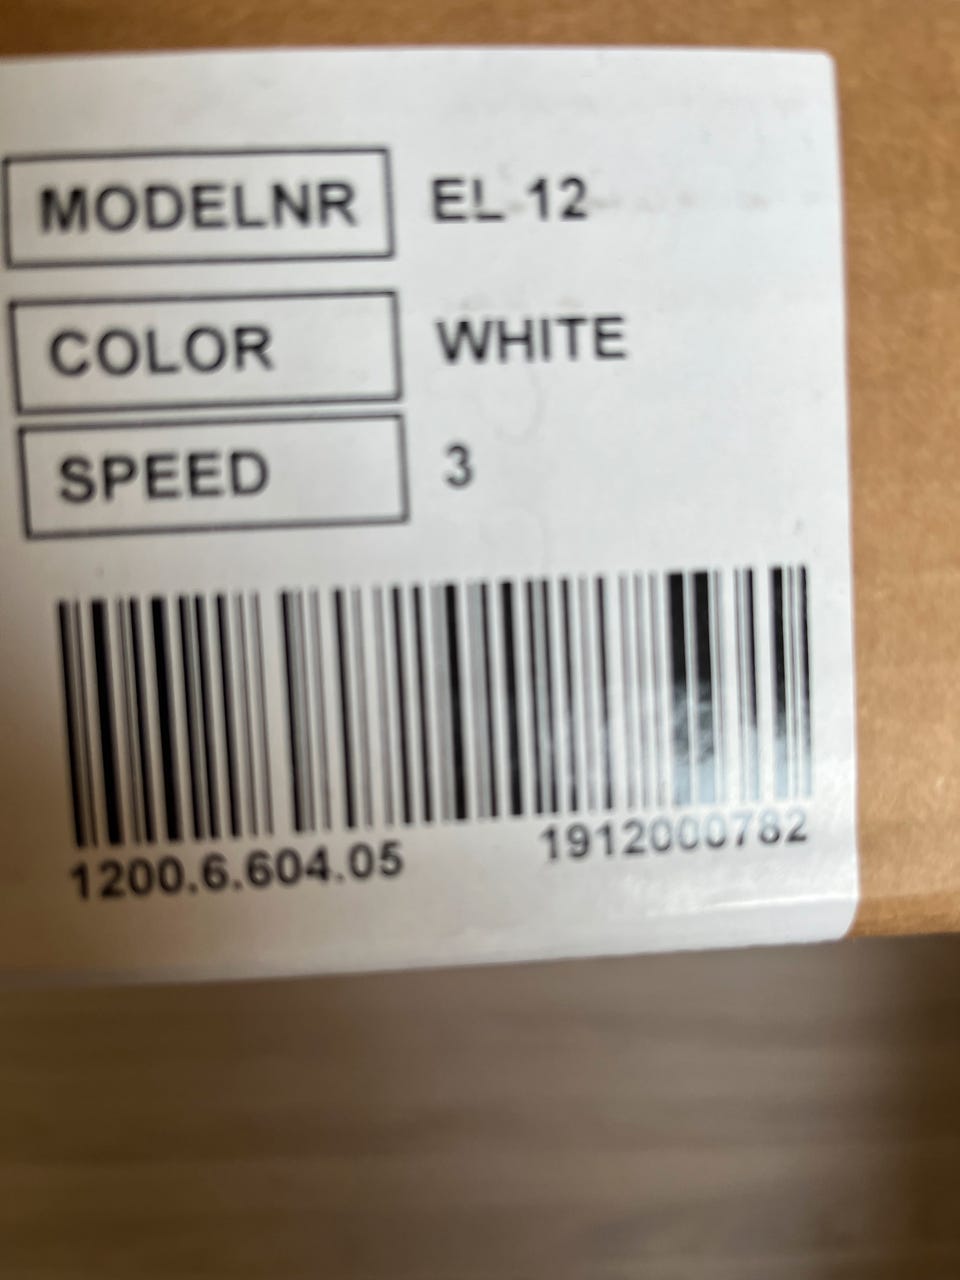 MODELNR EL 12
COLOR WHITE
SPEED 3
1200.6.604.05 1912000782